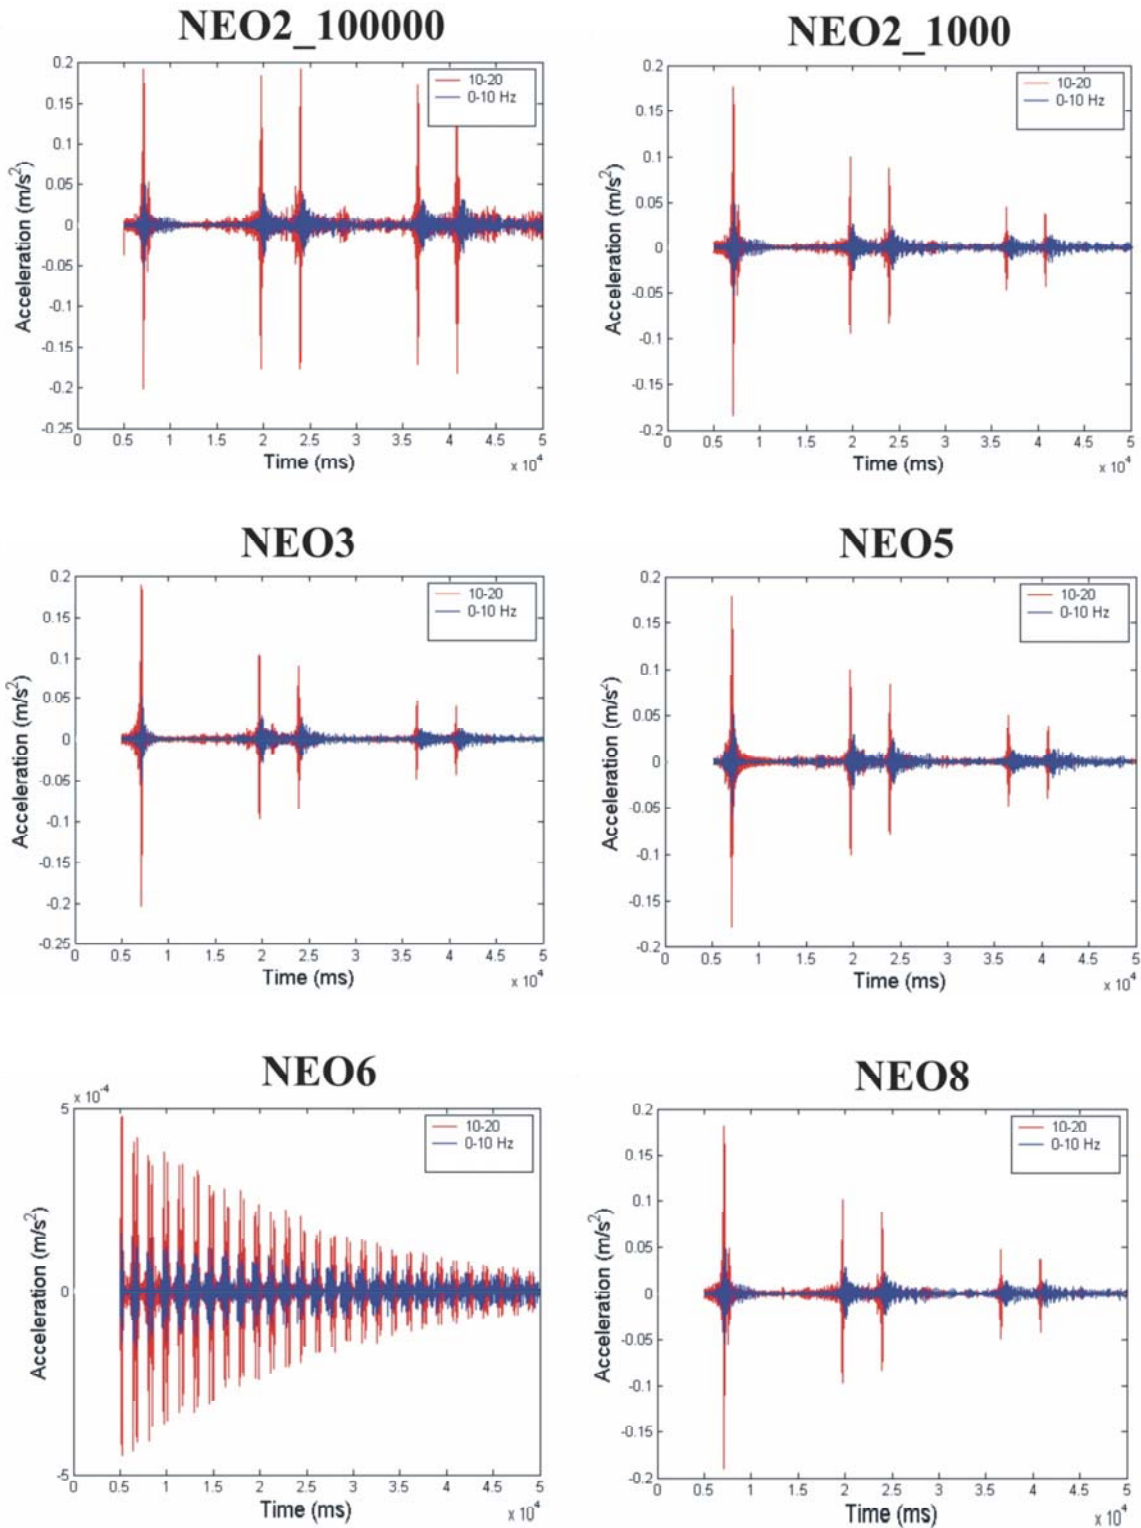 NEO2_100000
0.2
0.15
0.1
0.05
0
-0.05
-0.1
-0.15
-0.2
-0.25
Acceleration (m/s²)
10-20
0-10 Hz
0 0.5 1 1.5 2 2.5 3 3.5 4 4.5 5
Time (ms)
x 10⁴
NEO2_1000
0.2
0.15
0.1
0.05
0
-0.05
-0.1
-0.15
-0.2
Acceleration (m/s²)
10-20
0-10 Hz
0 0.5 1 1.5 2 2.5 3 3.5 4 4.5 5
Time (ms)
x 10⁴
NEO3
0.2
0.15
0.1
0.05
0
-0.05
-0.1
-0.15
-0.2
-0.25
Acceleration (m/s²)
10-20
0-10 Hz
0 0.5 1 1.5 2 2.5 3 3.5 4 4.5 5
Time (ms)
x 10⁴
NEO5
0.2
0.15
0.1
0.05
0
-0.05
-0.1
-0.15
-0.2
Acceleration (m/s²)
10-20
0-10 Hz
0 0.5 1 1.5 2 2.5 3 3.5 4 4.5 5
Time (ms)
x 10⁴
NEO6
x 10⁻⁴
5
0
-5
Acceleration (m/s²)
10-20
0-10 Hz
0 0.5 1 1.5 2 2.5 3 3.5 4 4.5 5
Time (ms)
x 10⁴
NEO8
0.2
0.15
0.1
0.05
0
-0.05
-0.1
-0.15
-0.2
Acceleration (m/s²)
10-20
0-10 Hz
0 0.5 1 1.5 2 2.5 3 3.5 4 4.5 5
Time (ms)
x 10⁴